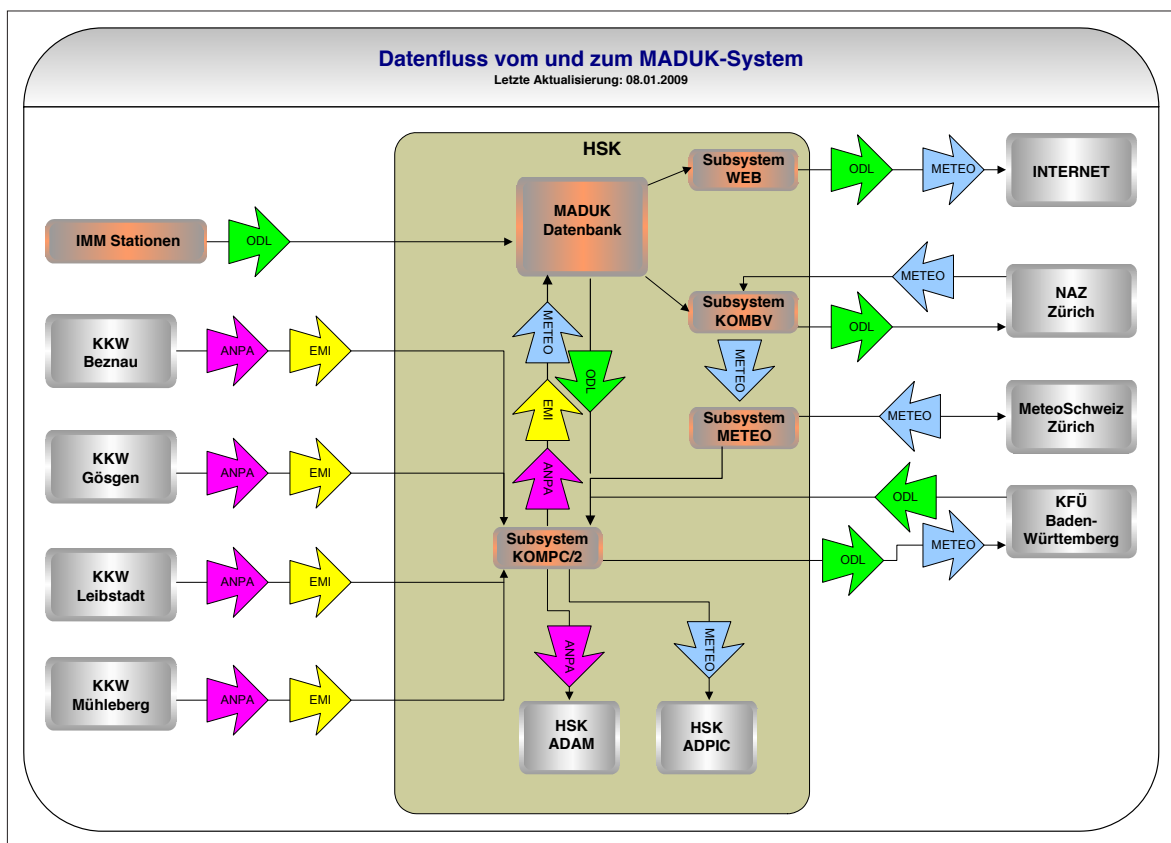 Datenfluss vom und zum MADUK-System
Letzte Aktualisierung: 08.01.2009
HSK
Subsystem
WEB
ODL
METEO
INTERNET
MADUK
Datenbank
IMM Stationen
ODL
METEO
NAZ
Zürich
Subsystem
KOMBV
ODL
KKW
Beznau
ANPA
EMI
METEO
ODL
METEO
EMI
ANPA
Subsystem
METEO
METEO
MeteoSchweiz
Zürich
KKW
Gösgen
ANPA
EMI
ODL
KFÜ
Baden-
Württemberg
Subsystem
KOMPC/2
ODL
METEO
KKW
Leibstadt
ANPA
EMI
ANPA
METEO
KKW
Mühleberg
ANPA
EMI
HSK
ADAM
HSK
ADPIC